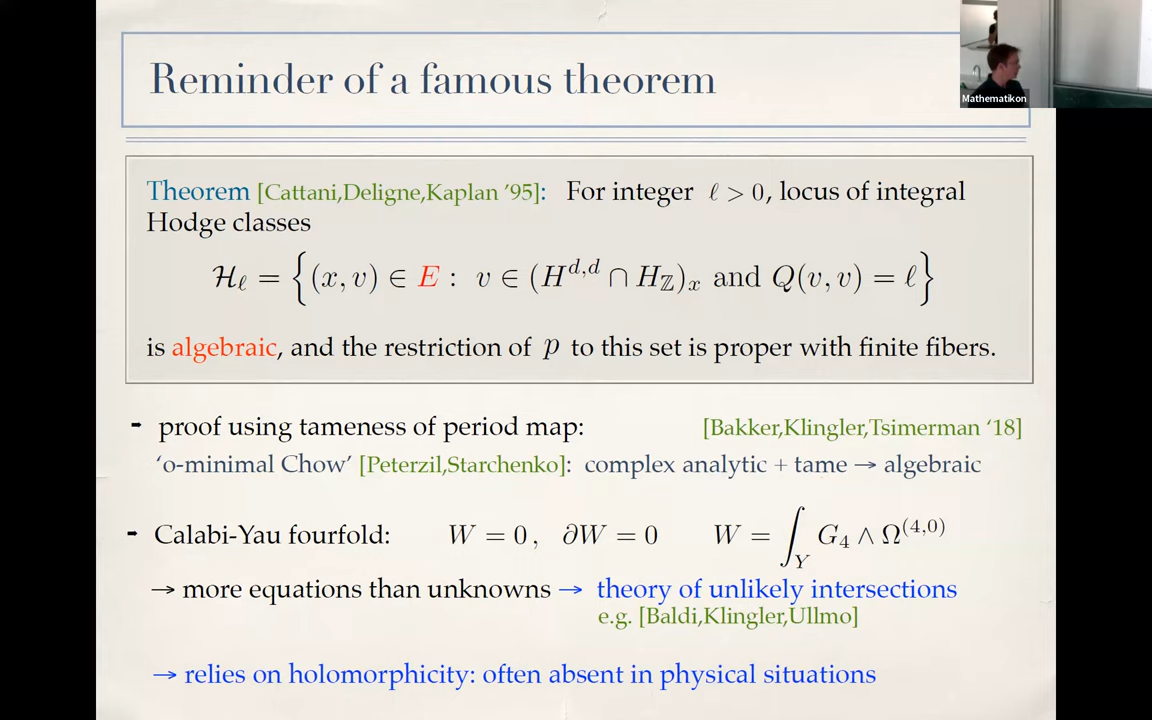 Reminder of a famous theorem
Mathematikon
Theorem [Cattani,Deligne,Kaplan '95]: For integer ℓ > 0, locus of integral
Hodge classes
ℋ_ℓ = { (x, v) ∈ E : v ∈ (H^{d,d} ∩ H_ℤ)_x and Q(v, v) = ℓ }
is algebraic, and the restriction of p to this set is proper with finite fibers.
➡ proof using tameness of period map: [Bakker,Klingler,Tsimerman '18]
'o-minimal Chow' [Peterzil,Starchenko]: complex analytic + tame → algebraic
➡ Calabi-Yau fourfold: W = 0 , ∂W = 0 W = ∫_Y G_4 ∧ Ω^{(4,0)}
→ more equations than unknowns → theory of unlikely intersections
e.g. [Baldi,Klingler,Ullmo]
→ relies on holomorphicity: often absent in physical situations